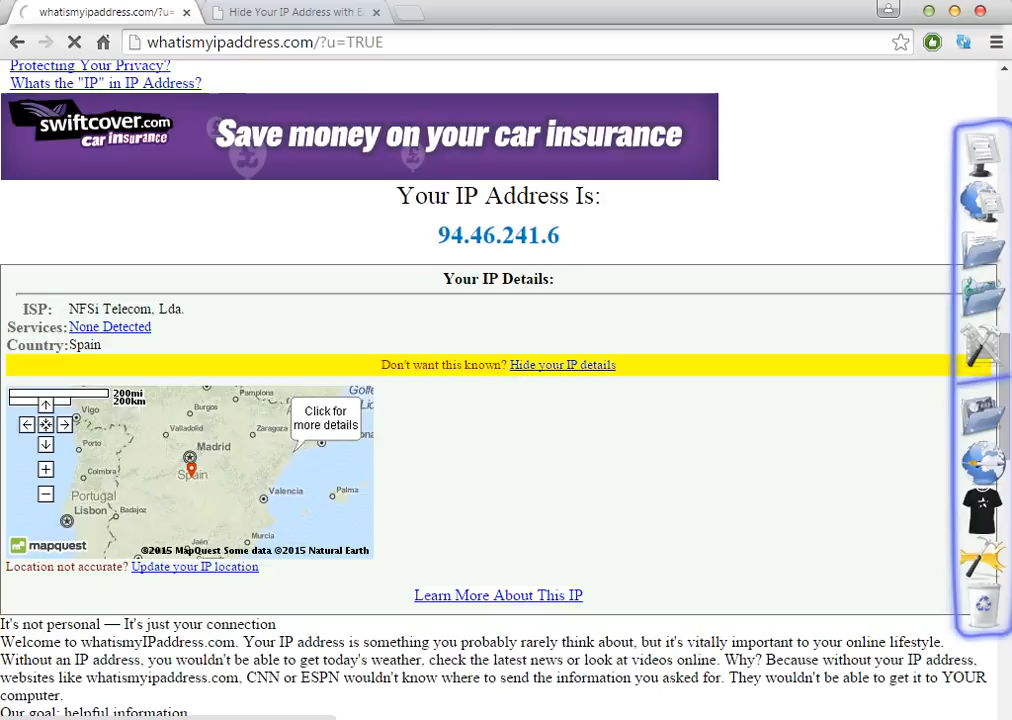 whatismyipaddress.com/?u=
Hide Your IP Address with E
whatismyipaddress.com/?u=TRUE
Protecting Your Privacy?
Whats the "IP" in IP Address?
swiftcover.com
car insurance
Save money on your car insurance
Your IP Address Is:
94.46.241.6
Your IP Details:
ISP: NFSi Telecom, Lda.
Services: None Detected
Country: Spain
Don't want this known? Hide your IP details
200mi
200km
Click for
more details
Golfe
Pamplona
Vigo
Burgos
Valladolid
Zaragoza
Porto
Madrid
Coimbra
Spain
Portugal
Valencia
Palma
Lisbon
Badajoz
Murcia
Jaén
mapquest
©2015 MapQuest Some data ©2015 Natural Earth
Location not accurate? Update your IP location
Learn More About This IP
It's not personal — It's just your connection
Welcome to whatismyIPaddress.com. Your IP address is something you probably rarely think about, but it's vitally important to your online lifestyle.
Without an IP address, you wouldn't be able to get today's weather, check the latest news or look at videos online. Why? Because without your IP address,
websites like whatismyipaddress.com, CNN or ESPN wouldn't know where to send the information you asked for. They wouldn't be able to get it to YOUR
computer.
Our goal: helpful information